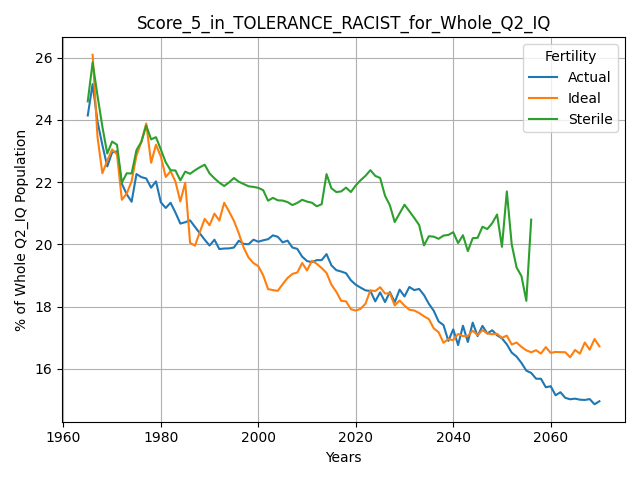 Score_5_in_TOLERANCE_RACIST_for_Whole_Q2_IQ
Fertility
Actual
Ideal
Sterile
% of Whole Q2_IQ Population
26
24
22
20
18
16
1960
1980
2000
2020
2040
2060
Years